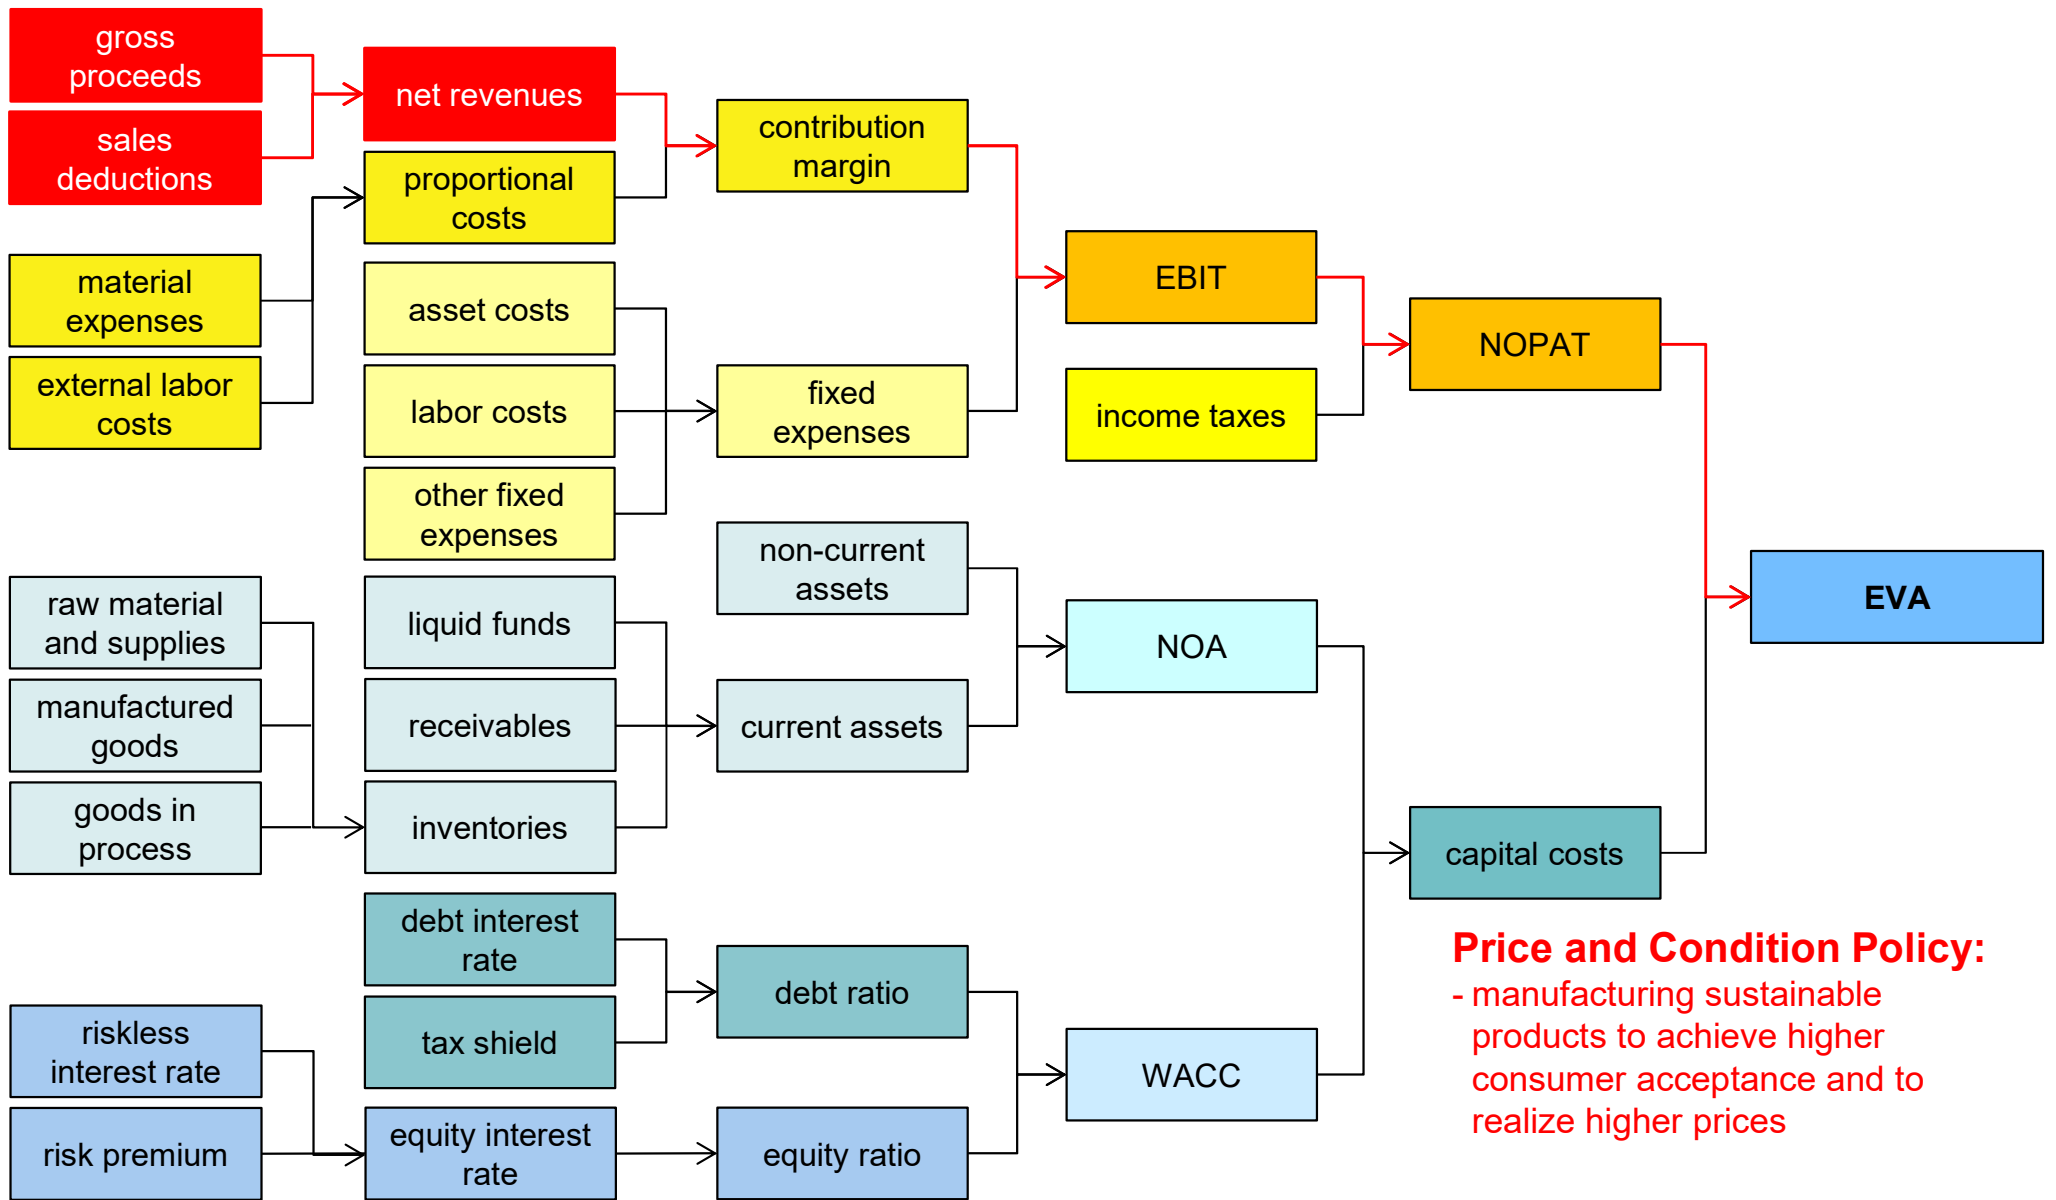 gross
proceeds
sales
deductions
material
expenses
external labor
costs
raw material
and supplies
manufactured
goods
goods in
process
riskless
interest rate
risk premium
net revenues
proportional
costs
asset costs
labor costs
other fixed
expenses
liquid funds
receivables
inventories
debt interest
rate
tax shield
equity interest
rate
contribution
margin
fixed
expenses
non-current
assets
current assets
debt ratio
equity ratio
EBIT
income taxes
NOA
WACC
NOPAT
capital costs
EVA
Price and Condition Policy:
- manufacturing sustainable
products to achieve higher
consumer acceptance and to
realize higher prices